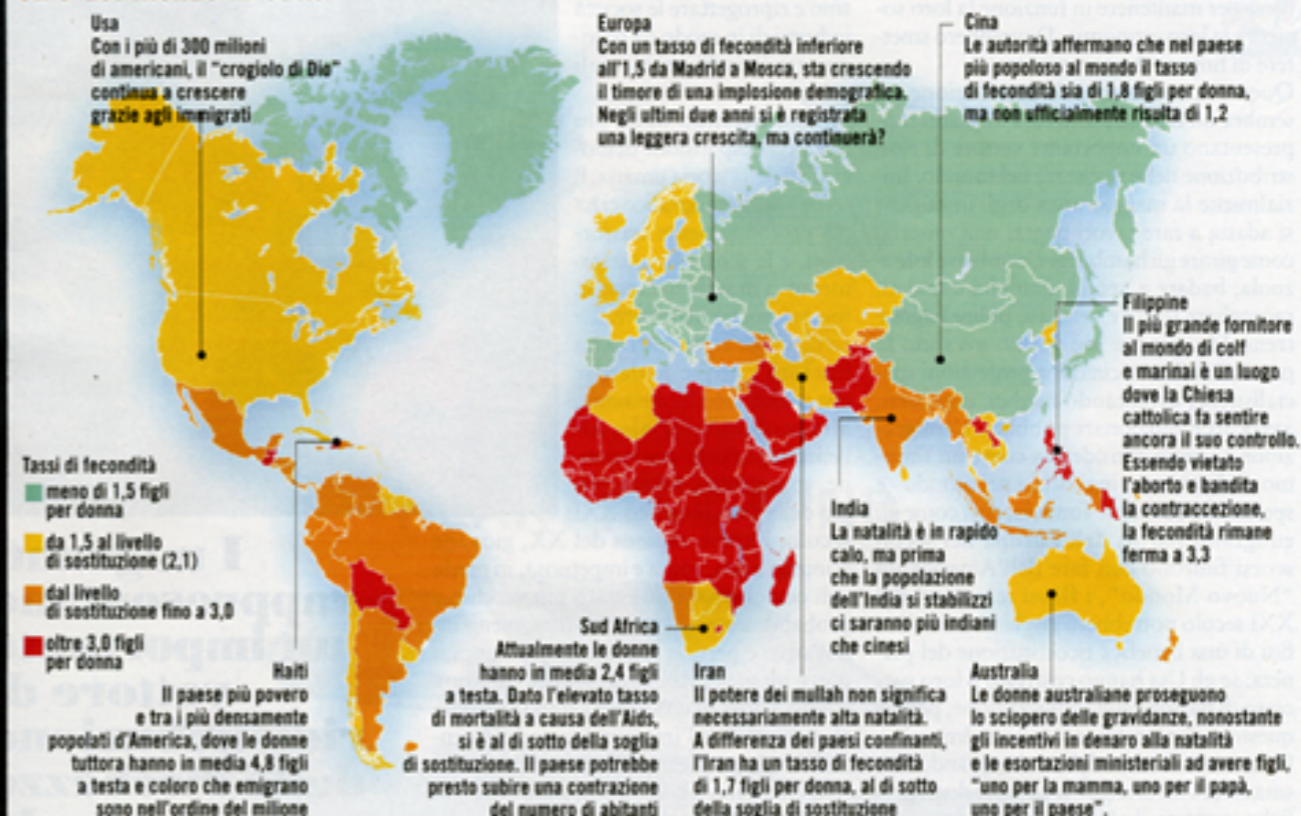 Usa
Con i più di 300 milioni
di americani, il "crogiolo di Dio"
continua a crescere
grazie agli immigrati
Europa
Con un tasso di fecondità inferiore
all'1,5 da Madrid a Mosca, sta crescendo
il timore di una implosione demografica.
Negli ultimi due anni si è registrata
una leggera crescita, ma continuerà?
Cina
Le autorità affermano che nel paese
più popoloso al mondo il tasso
di fecondità sia di 1,8 figli per donna,
ma non ufficialmente risulta di 1,2
Filippine
Il più grande fornitore
al mondo di colf
e marinai è un luogo
dove la Chiesa
cattolica fa sentire
ancora il suo controllo.
Essendo vietato
l'aborto e bandita
la contraccezione,
la fecondità rimane
ferma a 3,3
Tassi di fecondità
meno di 1,5 figli
per donna
da 1,5 al livello
di sostituzione (2,1)
dal livello
di sostituzione fino a 3,0
oltre 3,0 figli
per donna
India
La natalità è in rapido
calo, ma prima
che la popolazione
dell'India si stabilizzi
ci saranno più indiani
che cinesi
Haiti
Il paese più povero
e tra i più densamente
popolati d'America, dove le donne
tuttora hanno in media 4,8 figli
a testa e coloro che emigrano
sono nell'ordine del milione
Sud Africa
Attualmente le donne
hanno in media 2,4 figli
a testa. Dato l'elevato tasso
di mortalità a causa dell'Aids,
si è al di sotto della soglia
di sostituzione. Il paese potrebbe
presto subire una contrazione
del numero di abitanti
Iran
Il potere dei mullah non significa
necessariamente alta natalità.
A differenza dei paesi confinanti,
l'Iran ha un tasso di fecondità
di 1,7 figli per donna, al di sotto
della soglia di sostituzione
Australia
Le donne australiane proseguono
lo sciopero delle gravidanze, nonostante
gli incentivi in denaro alla natalità
e le esortazioni ministeriali ad avere figli,
"uno per la mamma, uno per il papà,
uno per il paese".